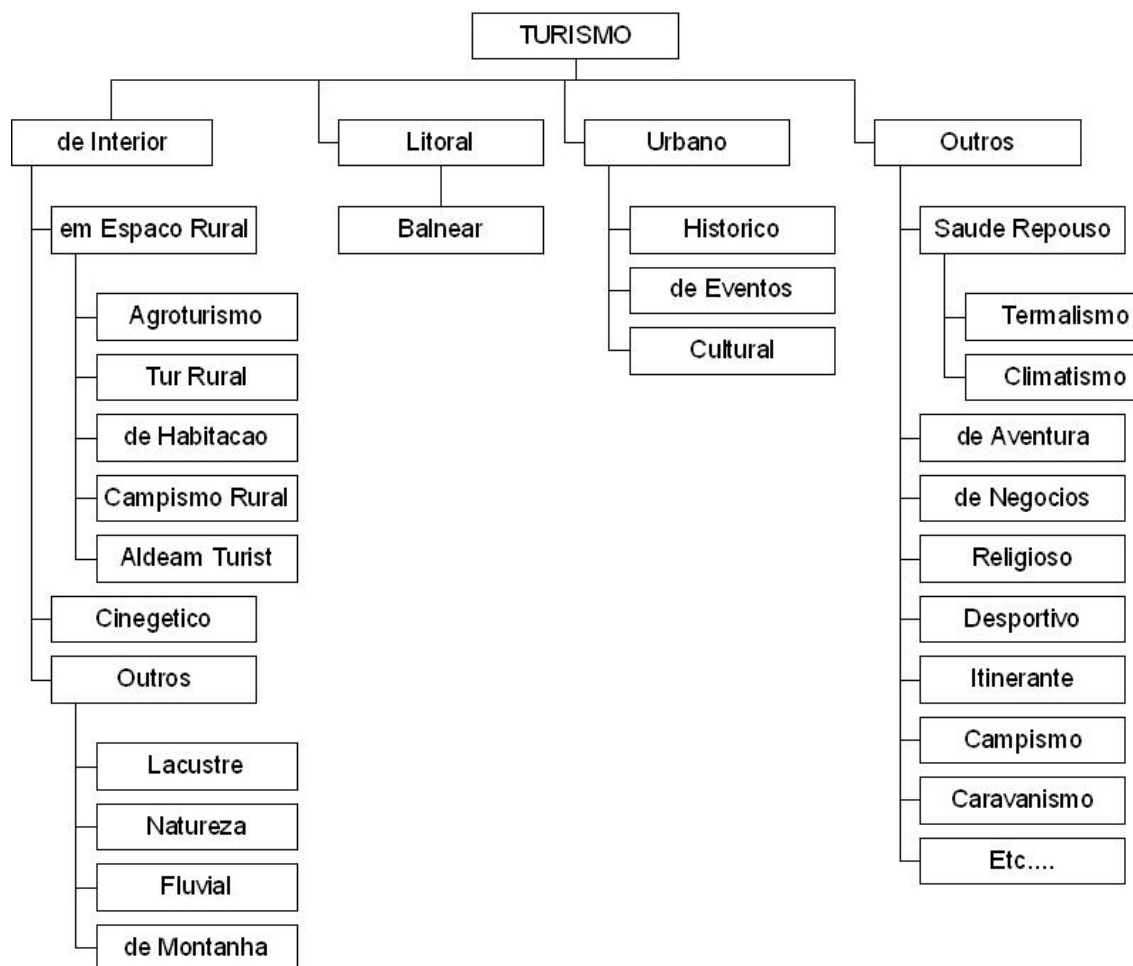 TURISMO
de Interior
em Espaco Rural
Agroturismo
Tur Rural
de Habitacao
Campismo Rural
Aldeam Turist
Cinegetico
Outros
Lacustre
Natureza
Fluvial
de Montanha
Litoral
Balnear
Urbano
Historico
de Eventos
Cultural
Outros
Saude Repouso
Termalismo
Climatismo
de Aventura
de Negocios
Religioso
Desportivo
Itinerante
Campismo
Caravanismo
Etc....